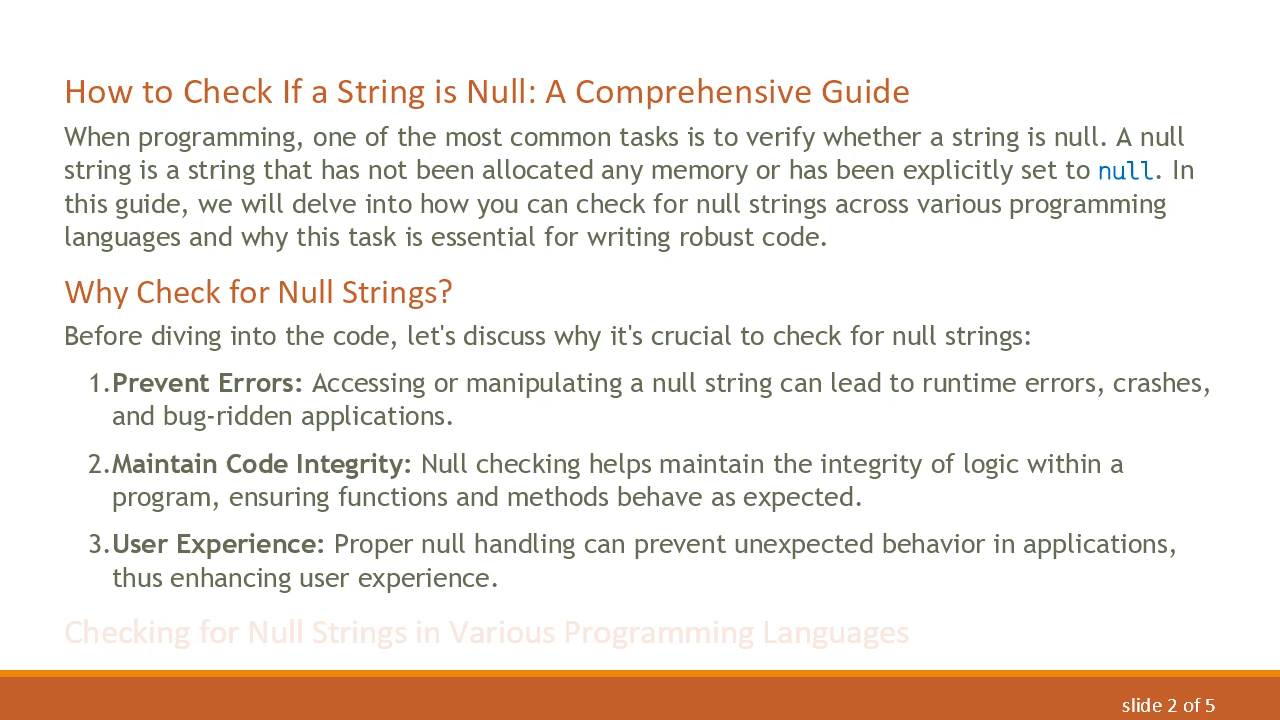 How to Check If a String is Null: A Comprehensive Guide
When programming, one of the most common tasks is to verify whether a string is null. A null
string is a string that has not been allocated any memory or has been explicitly set to null. In
this guide, we will delve into how you can check for null strings across various programming
languages and why this task is essential for writing robust code.
Why Check for Null Strings?
Before diving into the code, let's discuss why it's crucial to check for null strings:
1.Prevent Errors: Accessing or manipulating a null string can lead to runtime errors, crashes,
and bug-ridden applications.
2.Maintain Code Integrity: Null checking helps maintain the integrity of logic within a
program, ensuring functions and methods behave as expected.
3.User Experience: Proper null handling can prevent unexpected behavior in applications,
thus enhancing user experience.
Checking for Null Strings in Various Programming Languages
slide 2 of 5